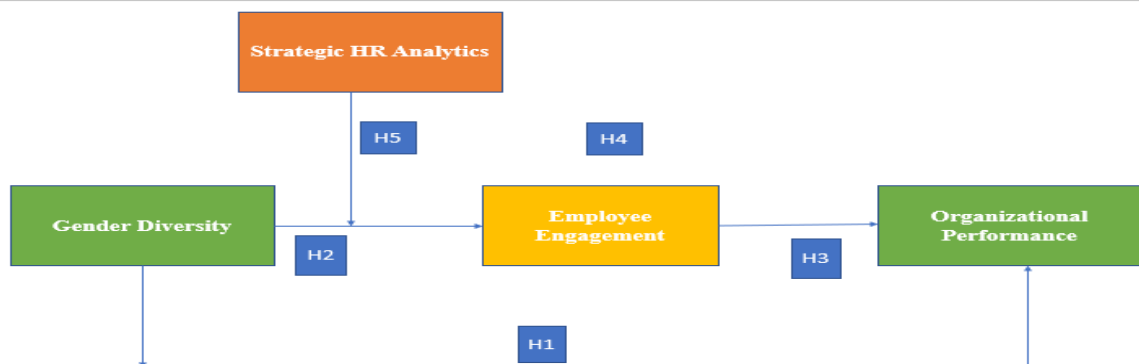 Strategic HR Analytics
H5
H4
Gender Diversity
Employee
Engagement
Organizational
Performance
H2
H3
H1